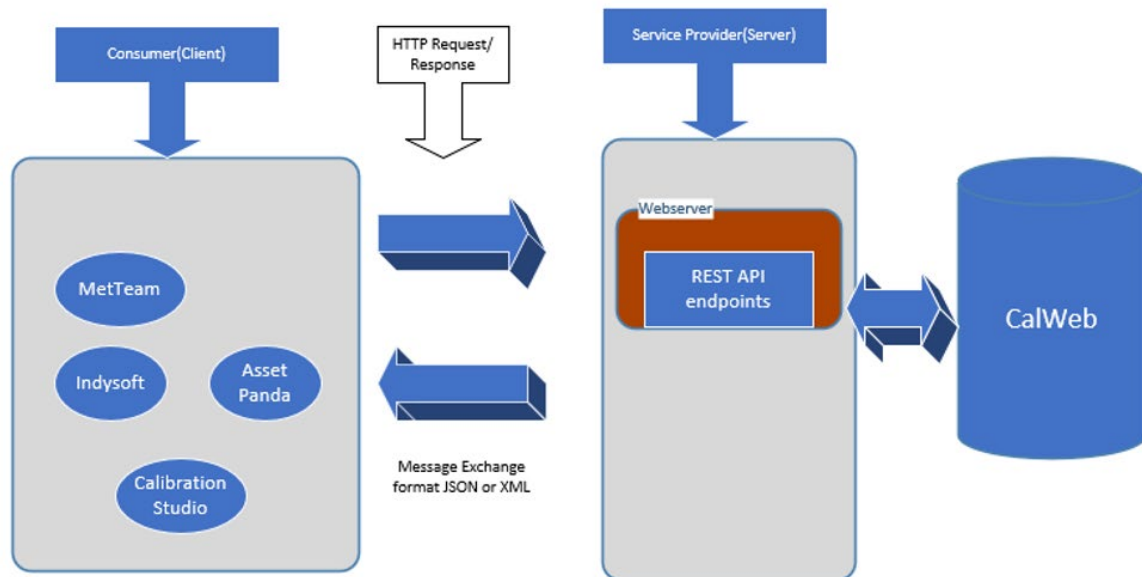 Consumer(Client)
HTTP Request/
Response
Service Provider(Server)
Webserver
REST API
endpoints
MetTeam
Indysoft
Asset
Panda
Calibration
Studio
CalWeb
Message Exchange
format JSON or XML